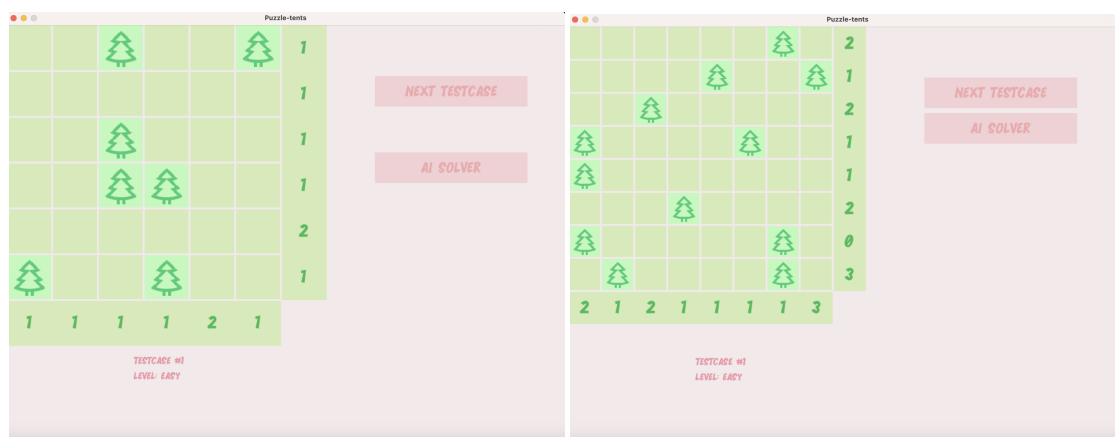 Puzzle-tents
1
1
NEXT TESTCASE
1
1
AI SOLVER
2
1
1 1 1 1 2 1
TESTCASE #1
LEVEL: EASY
Puzzle-tents
2
1
NEXT TESTCASE
2
AI SOLVER
1
1
2
0
3
2 1 2 1 1 1 1 3
TESTCASE #1
LEVEL: EASY